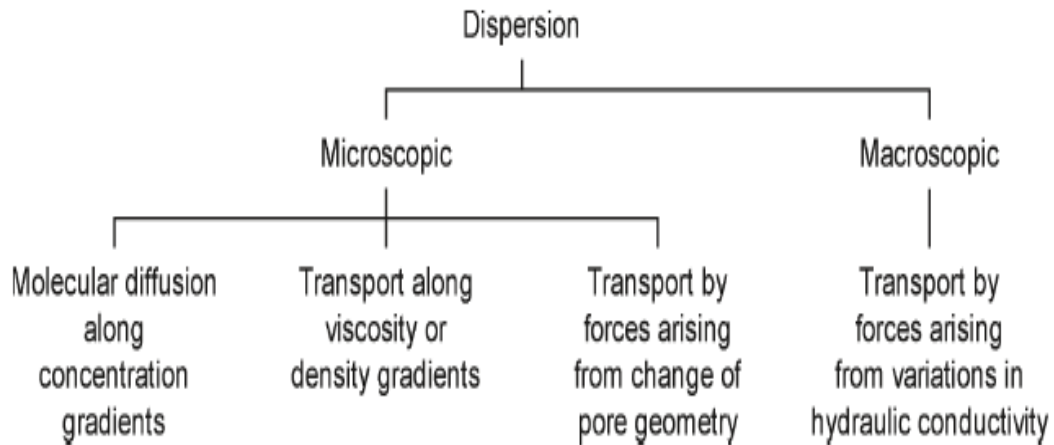 Dispersion
Microscopic
Macroscopic
Molecular diffusion
along
concentration
gradients
Transport along
viscosity or
density gradients
Transport by
forces arising
from change of
pore geometry
Transport by
forces arising
from variations in
hydraulic conductivity